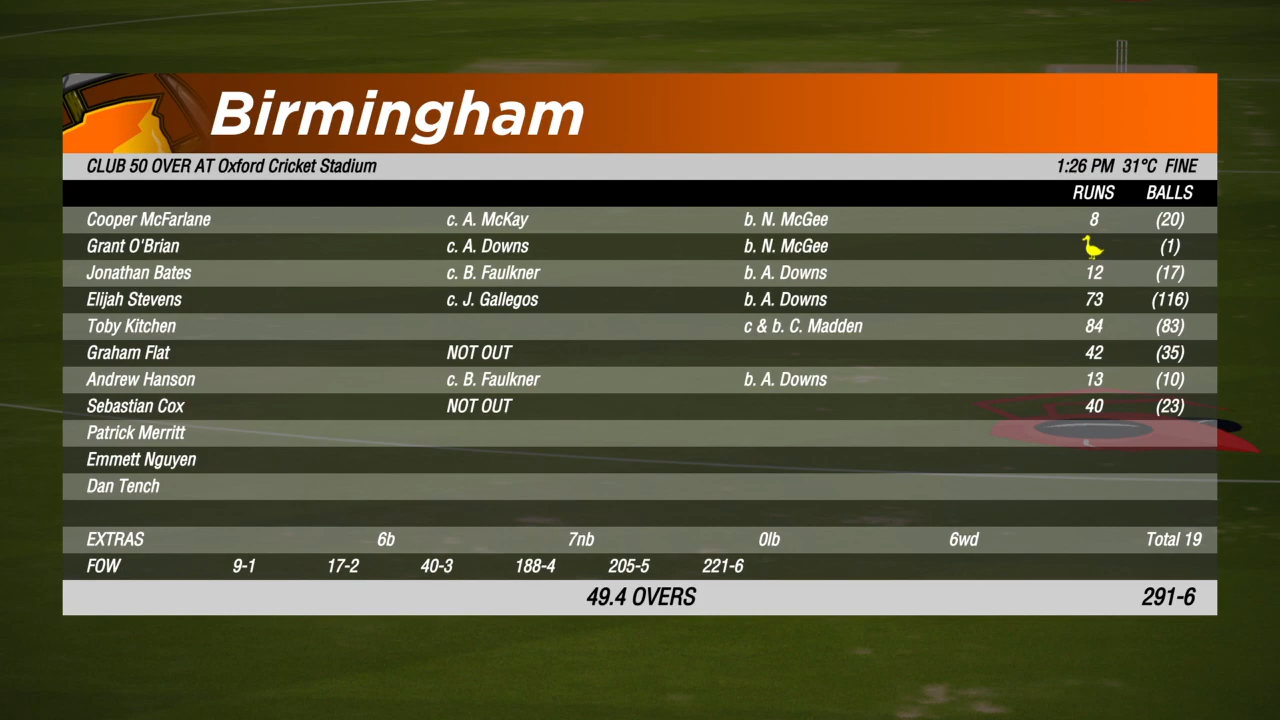 Birmingham
CLUB 50 OVER AT Oxford Cricket Stadium 1:26 PM 31°C FINE
RUNS BALLS
Cooper McFarlane c. A. McKay b. N. McGee 8 (20)
Grant O'Brian c. A. Downs b. N. McGee (1)
Jonathan Bates c. B. Faulkner b. A. Downs 12 (17)
Elijah Stevens c. J. Gallegos b. A. Downs 73 (116)
Toby Kitchen c & b. C. Madden 84 (83)
Graham Flat NOT OUT 42 (35)
Andrew Hanson c. B. Faulkner b. A. Downs 13 (10)
Sebastian Cox NOT OUT 40 (23)
Patrick Merritt
Emmett Nguyen
Dan Tench
EXTRAS 6b 7nb 0lb 6wd Total 19
FOW 9-1 17-2 40-3 188-4 205-5 221-6
49.4 OVERS 291-6